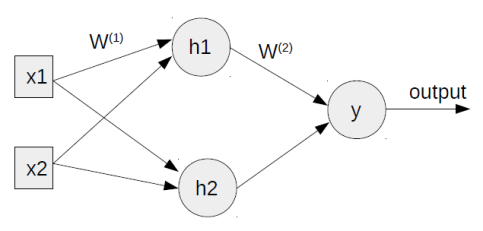 W(1)
h1
W(2)
x1
output
y
x2
h2